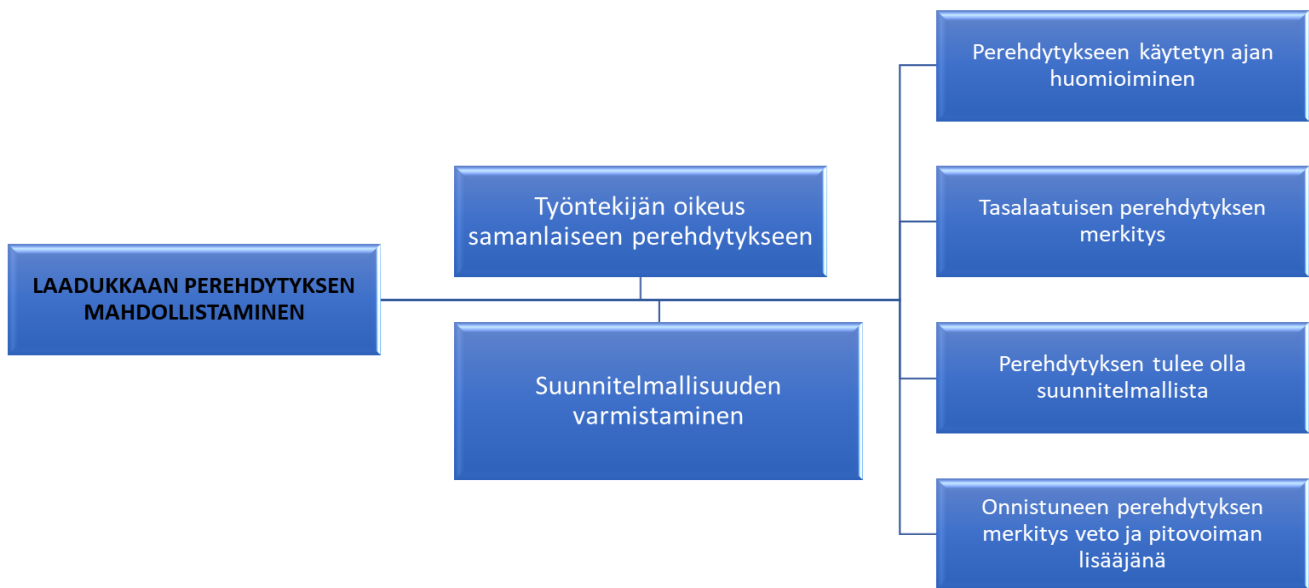 LAADUKKAAN PEREHDYTYKSEN
MAHDOLLISTAMINEN
Työntekijän oikeus
samanlaiseen perehdytykseen
Suunnitelmallisuuden
varmistaminen
Perehdytykseen käytetyn ajan
huomioiminen
Tasalaatuisen perehdytyksen
merkitys
Perehdytyksen tulee olla
suunnitelmallista
Onnistuneen perehdytyksen
merkitys veto ja pitovoiman
lisääjänä